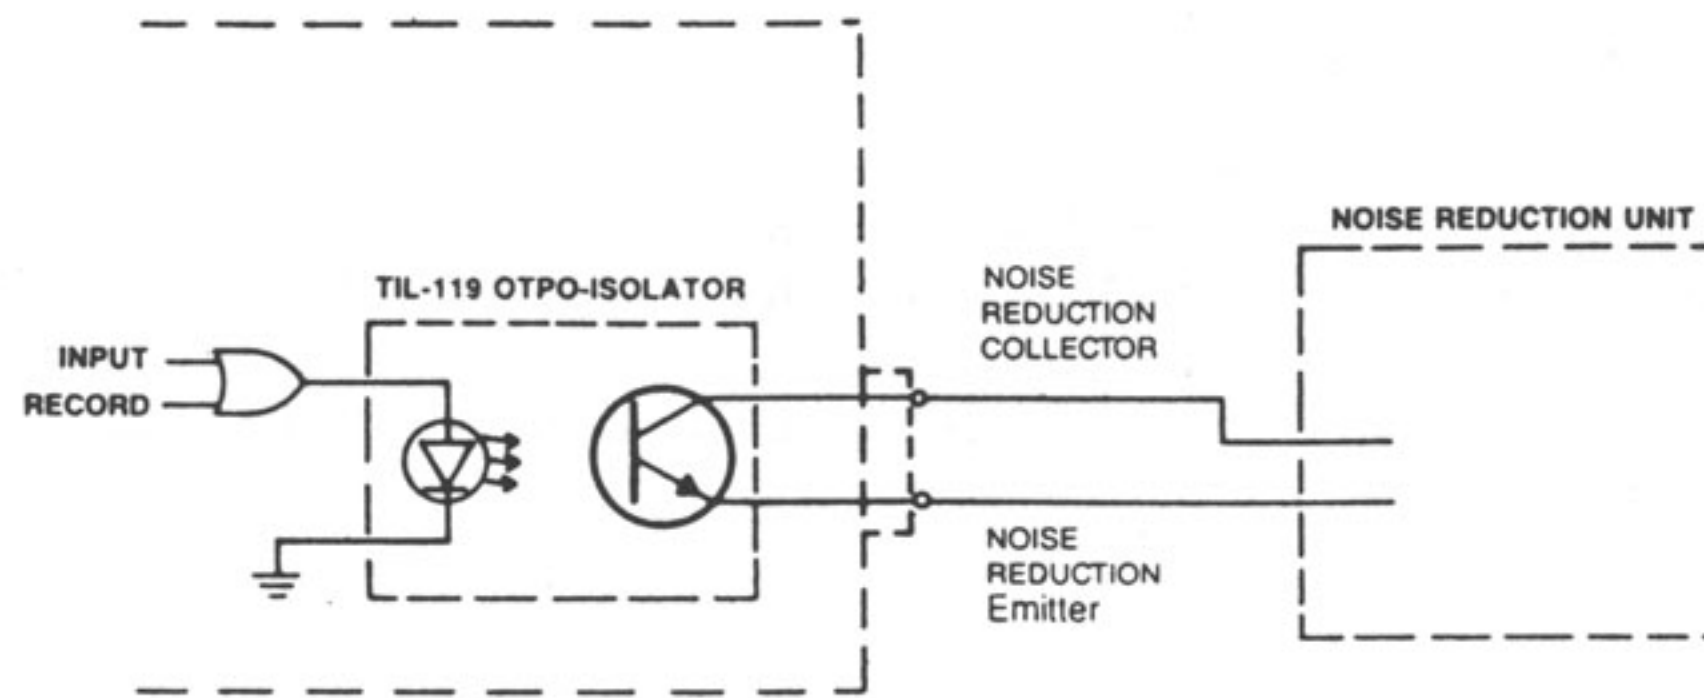 NOISE REDUCTION UNIT
NOISE
REDUCTION
COLLECTOR
TIL-119 OTPO-ISOLATOR
INPUT
RECORD
NOISE
REDUCTION
Emitter